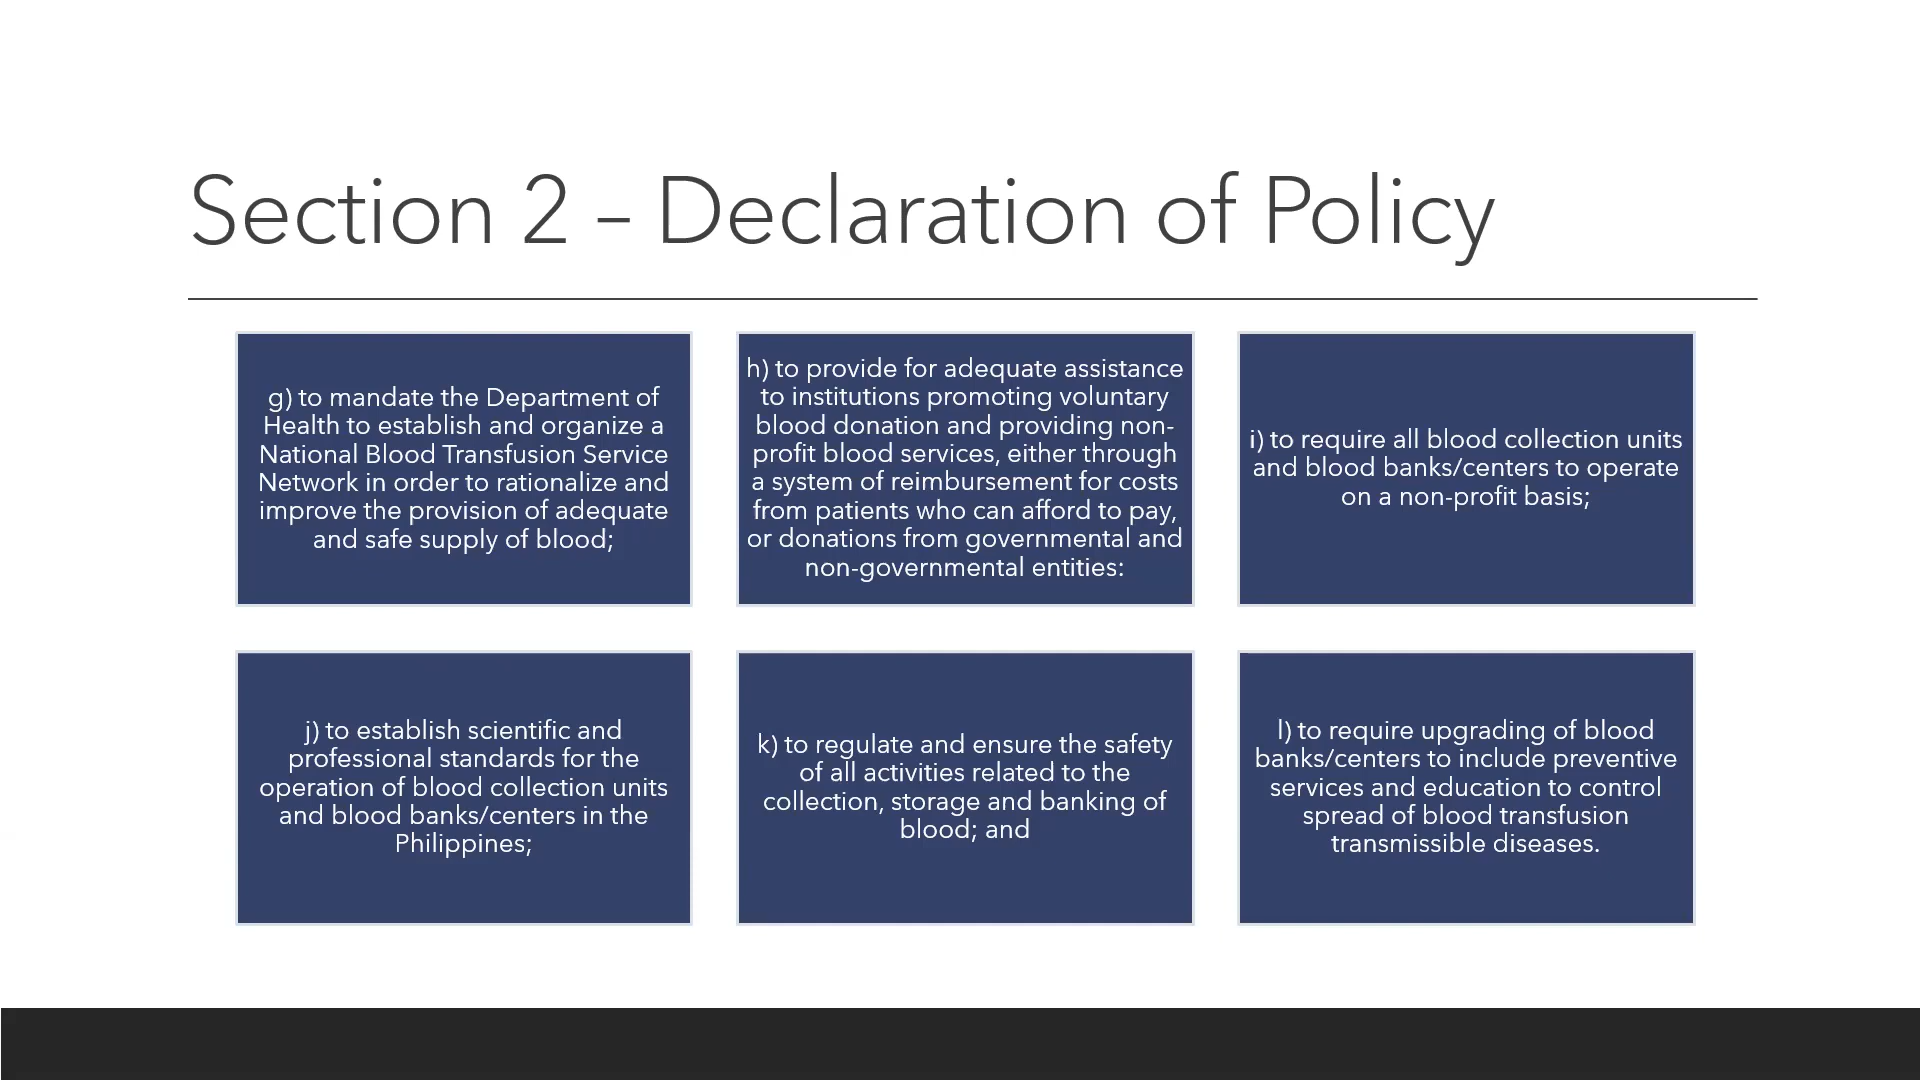 Section 2 – Declaration of Policy
g) to mandate the Department of
Health to establish and organize a
National Blood Transfusion Service
Network in order to rationalize and
improve the provision of adequate
and safe supply of blood;
h) to provide for adequate assistance
to institutions promoting voluntary
blood donation and providing non-
profit blood services, either through
a system of reimbursement for costs
from patients who can afford to pay,
or donations from governmental and
non-governmental entities:
i) to require all blood collection units
and blood banks/centers to operate
on a non-profit basis;
j) to establish scientific and
professional standards for the
operation of blood collection units
and blood banks/centers in the
Philippines;
k) to regulate and ensure the safety
of all activities related to the
collection, storage and banking of
blood; and
l) to require upgrading of blood
banks/centers to include preventive
services and education to control
spread of blood transfusion
transmissible diseases.